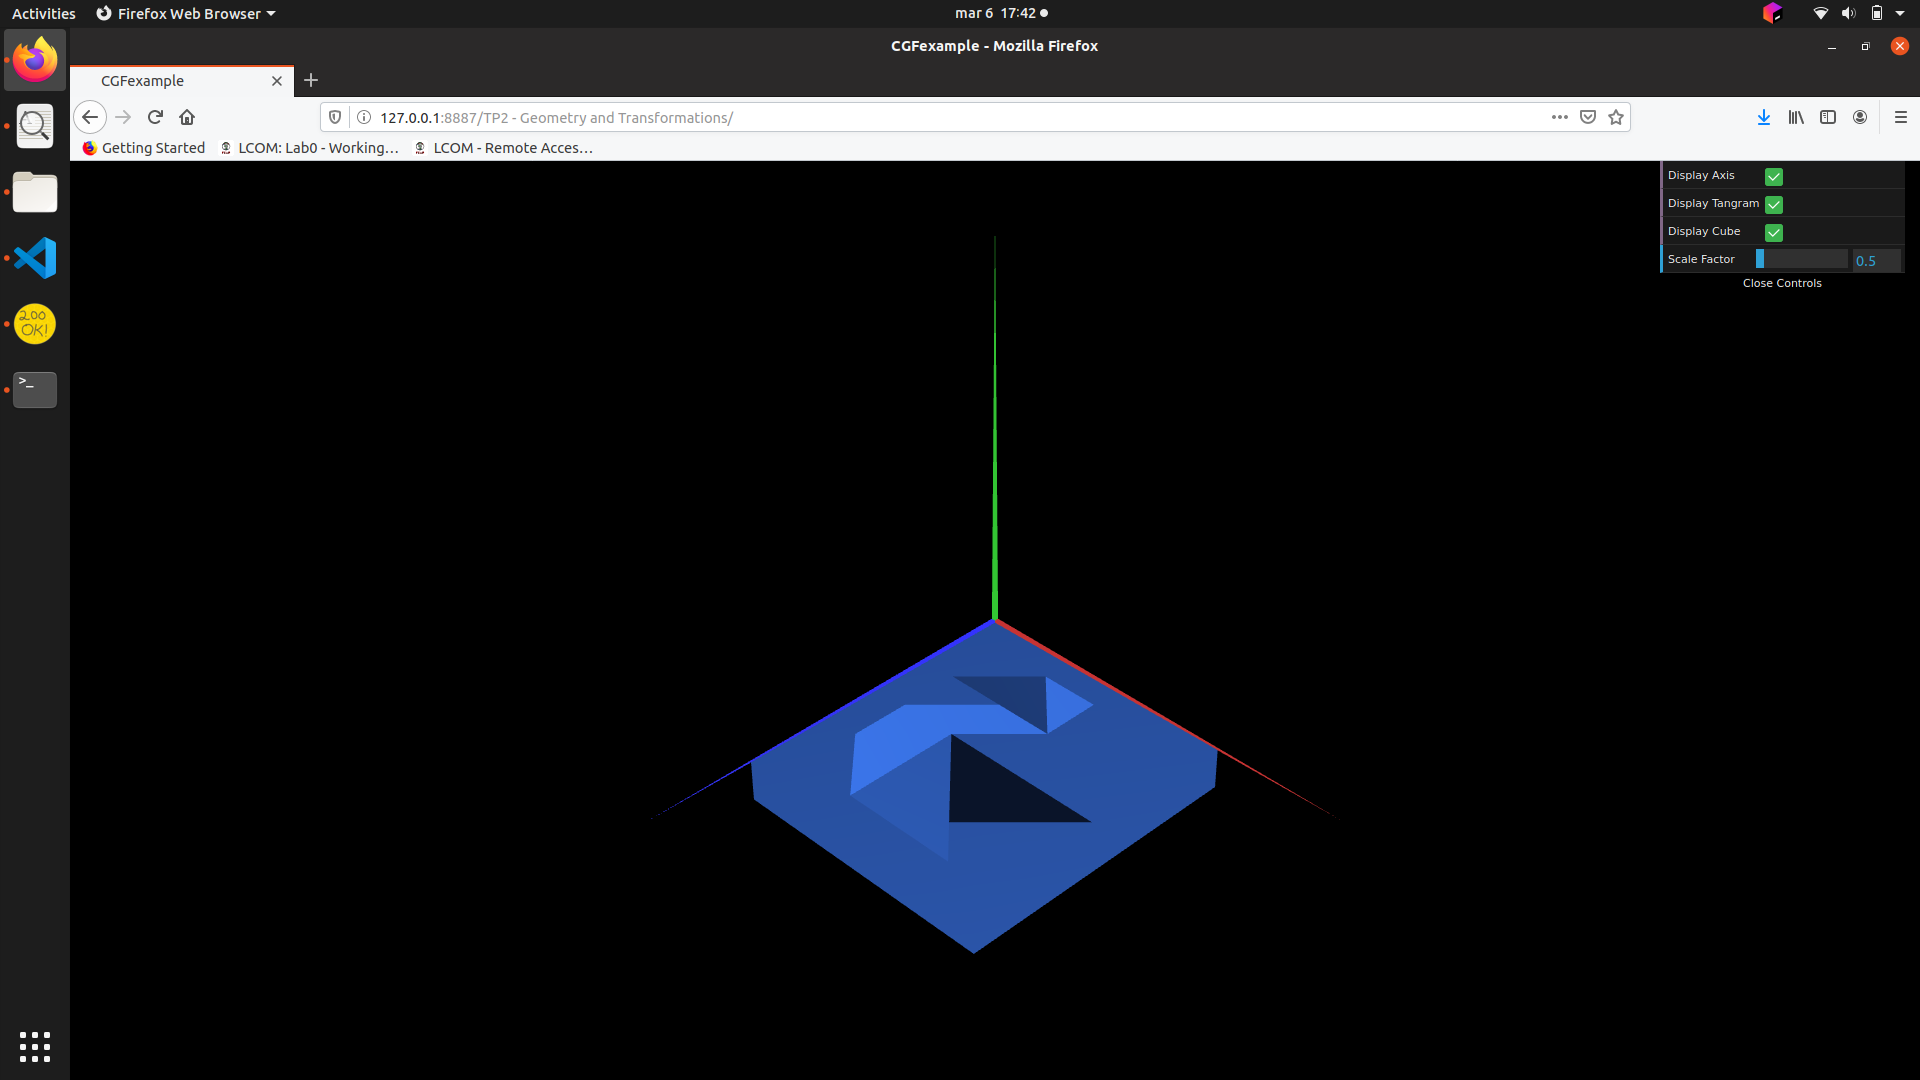 Activities Firefox Web Browser mar 6 17:42
CGFexample - Mozilla Firefox
CGFexample
127.0.0.1:8887/TP2 - Geometry and Transformations/
Getting Started LCOM: Lab0 - Working... LCOM - Remote Acces...
Display Axis
Display Tangram
Display Cube
Scale Factor 0.5
Close Controls
200
OK!
>_